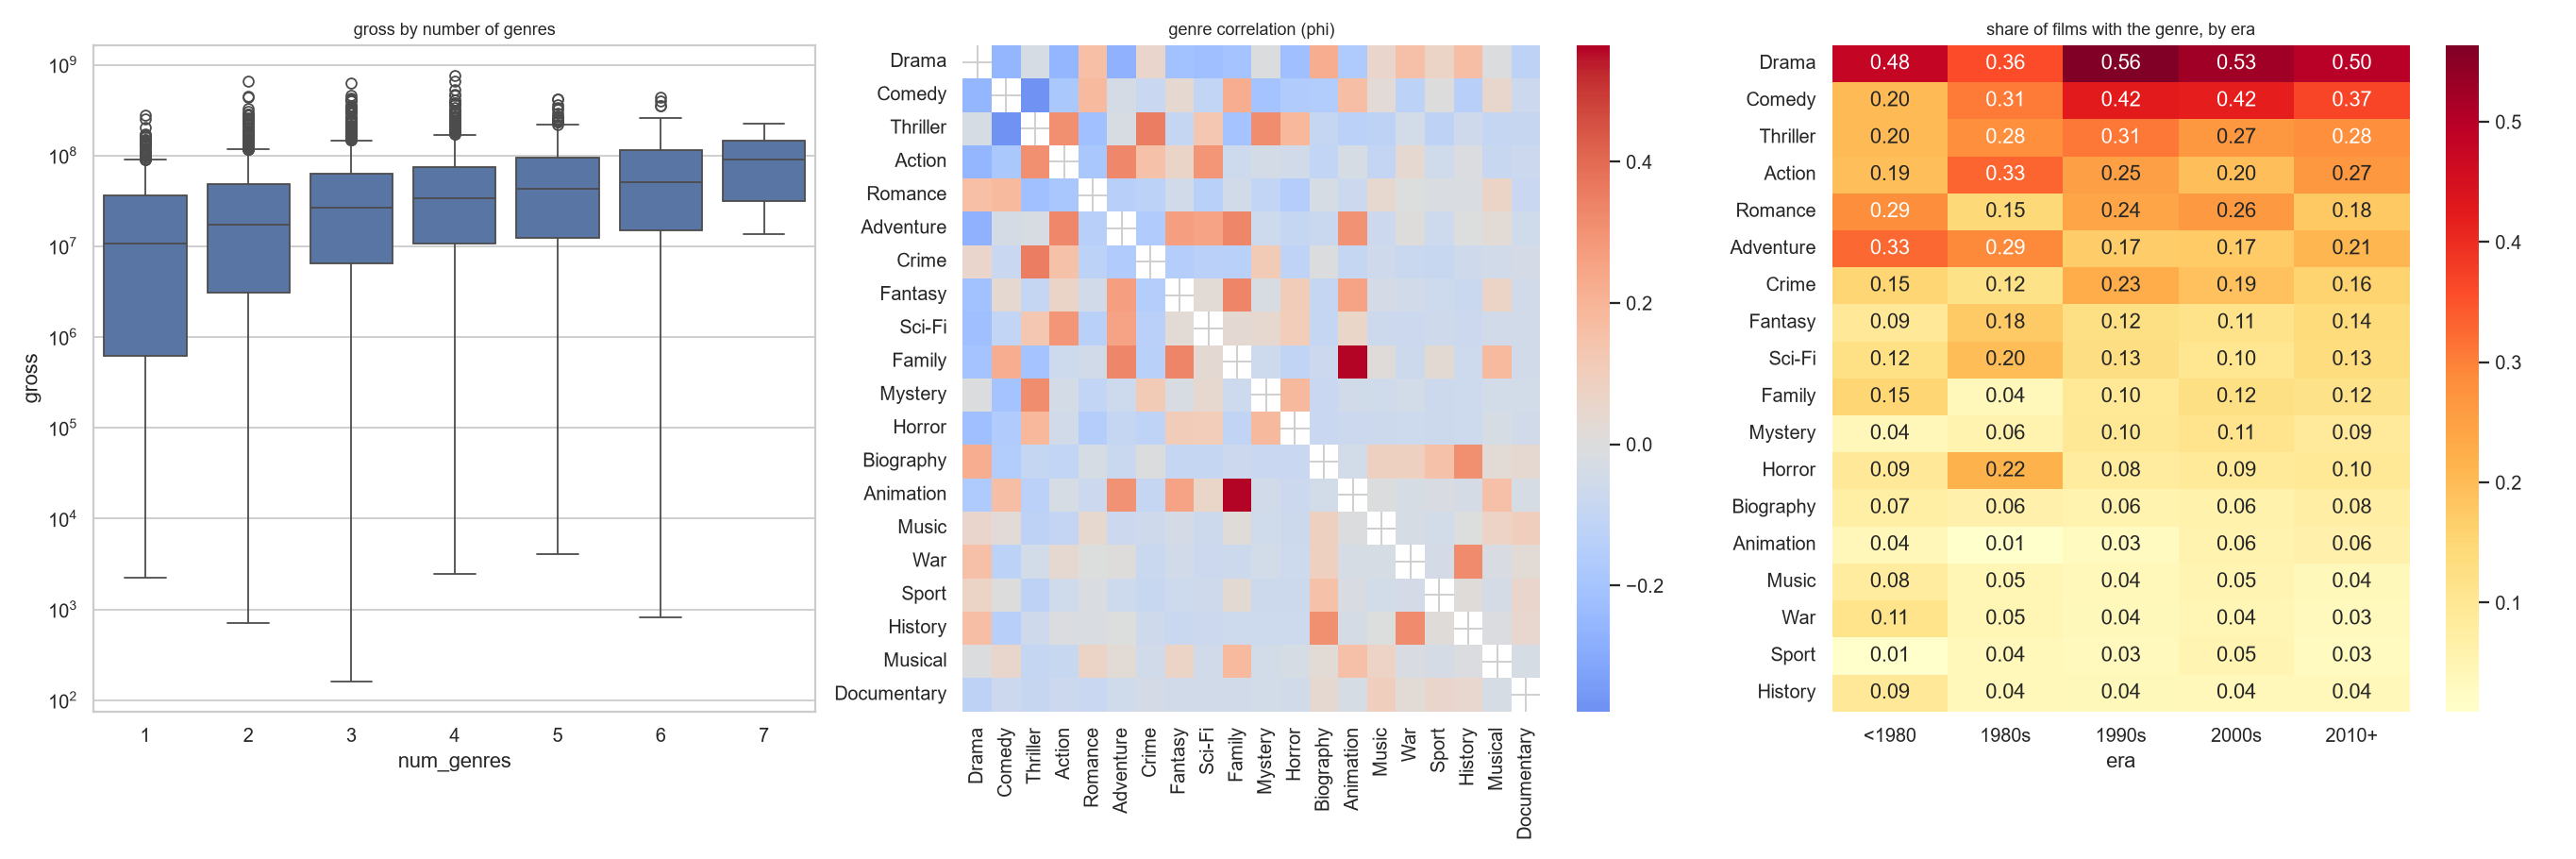 gross by number of genres
10^9
10^8
10^7
10^6
10^5
10^4
10^3
10^2
gross
1 2 3 4 5 6 7
num_genres
genre correlation (phi)
Drama
Comedy
Thriller
Action
Romance
Adventure
Crime
Fantasy
Sci-Fi
Family
Mystery
Horror
Biography
Animation
Music
War
Sport
History
Musical
Documentary
Drama Comedy Thriller Action Romance Adventure Crime Fantasy Sci-Fi Family Mystery Horror Biography Animation Music War Sport History Musical Documentary
0.4
0.2
0.0
−0.2
share of films with the genre, by era
Drama 0.48 0.36 0.56 0.53 0.50
Comedy 0.20 0.31 0.42 0.42 0.37
Thriller 0.20 0.28 0.31 0.27 0.28
Action 0.19 0.33 0.25 0.20 0.27
Romance 0.29 0.15 0.24 0.26 0.18
Adventure 0.33 0.29 0.17 0.17 0.21
Crime 0.15 0.12 0.23 0.19 0.16
Fantasy 0.09 0.18 0.12 0.11 0.14
Sci-Fi 0.12 0.20 0.13 0.10 0.13
Family 0.15 0.04 0.10 0.12 0.12
Mystery 0.04 0.06 0.10 0.11 0.09
Horror 0.09 0.22 0.08 0.09 0.10
Biography 0.07 0.06 0.06 0.06 0.08
Animation 0.04 0.01 0.03 0.06 0.06
Music 0.08 0.05 0.04 0.05 0.04
War 0.11 0.05 0.04 0.04 0.03
Sport 0.01 0.04 0.03 0.05 0.03
History 0.09 0.04 0.04 0.04 0.04
<1980 1980s 1990s 2000s 2010+
era
0.5
0.4
0.3
0.2
0.1